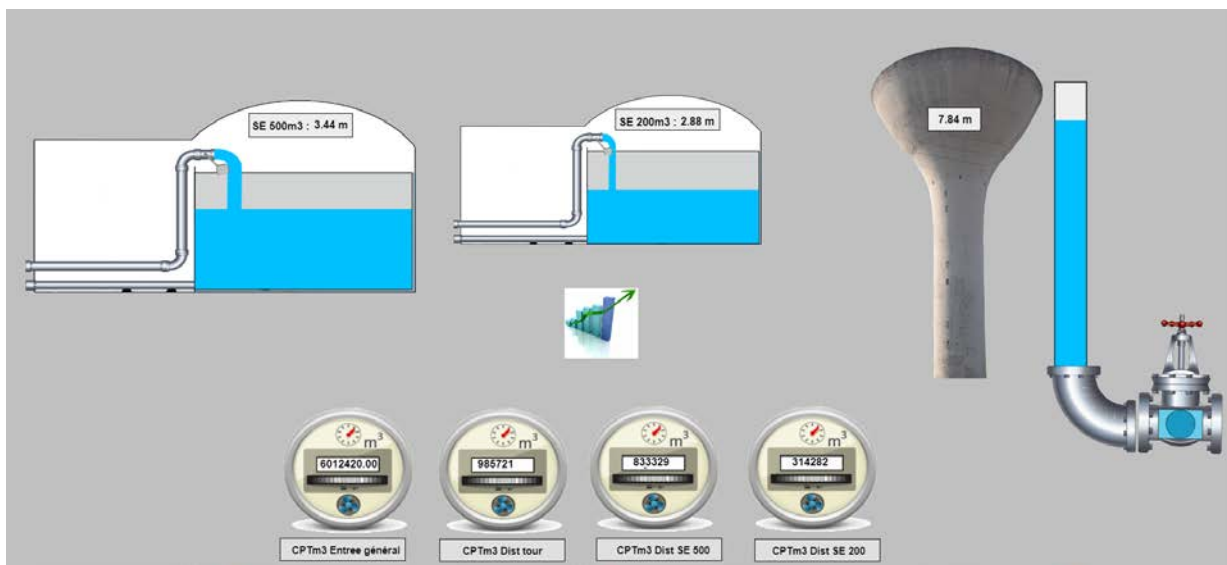 SE 500m3 : 3.44 m
SE 200m3 : 2.88 m
7.84 m
m3
6012420.00
m3
985721
m3
833329
m3
314282
CPTm3 Entree général
CPTm3 Dist tour
CPTm3 Dist SE 500
CPTm3 Dist SE 200